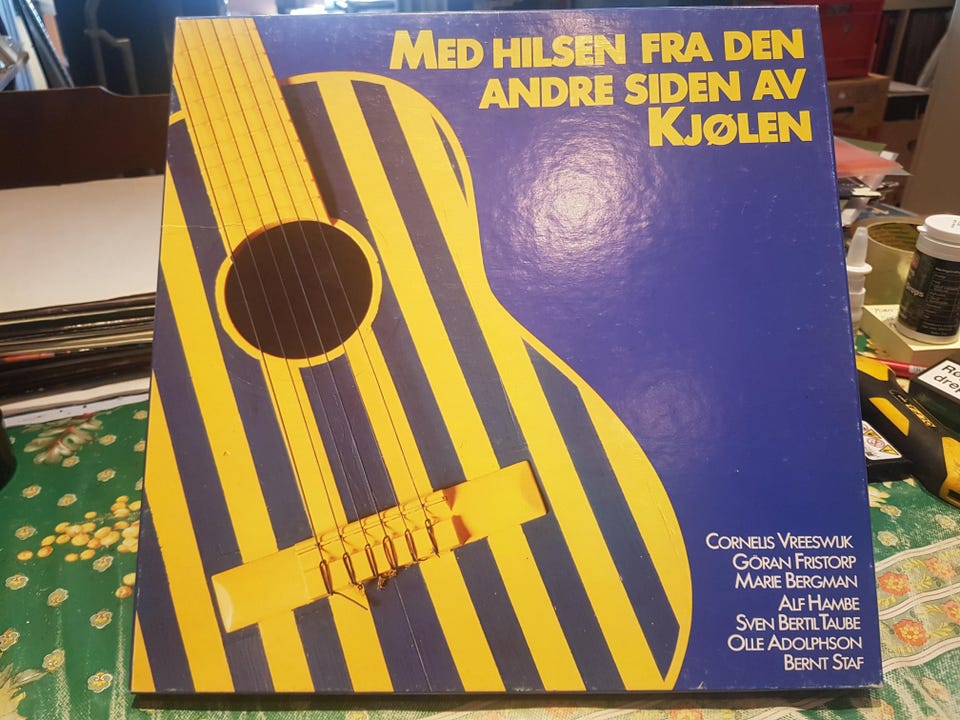 MED HILSEN FRA DEN
ANDRE SIDEN AV
KJØLEN
CORNELIS VREESWIJK
GÖRAN FRISTORP
MARIE BERGMAN
ALF HAMBE
SVEN BERTIL TAUBE
OLLE ADOLPHSON
BERNT STAF